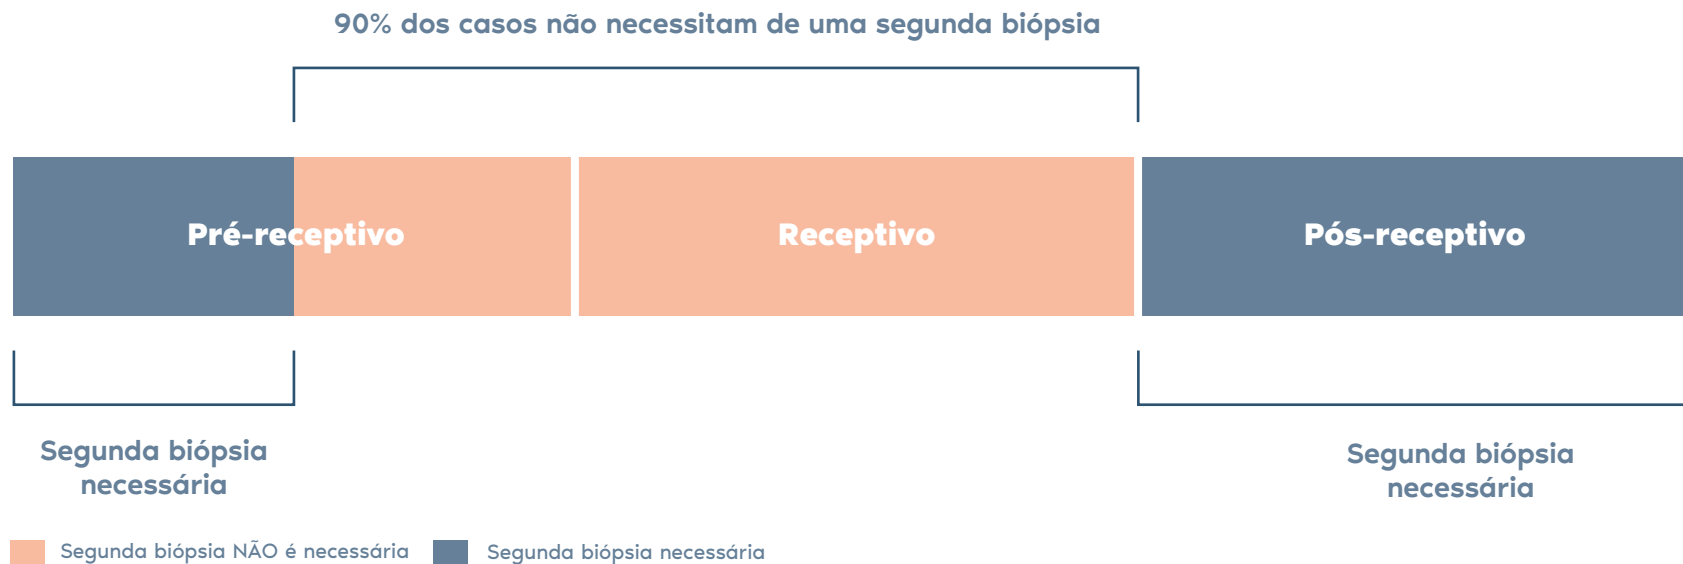 90% dos casos não necessitam de uma segunda biópsia
Pré-receptivo
Receptivo
Pós-receptivo
Segunda biópsia
necessária
Segunda biópsia
necessária
Segunda biópsia NÃO é necessária
Segunda biópsia necessária